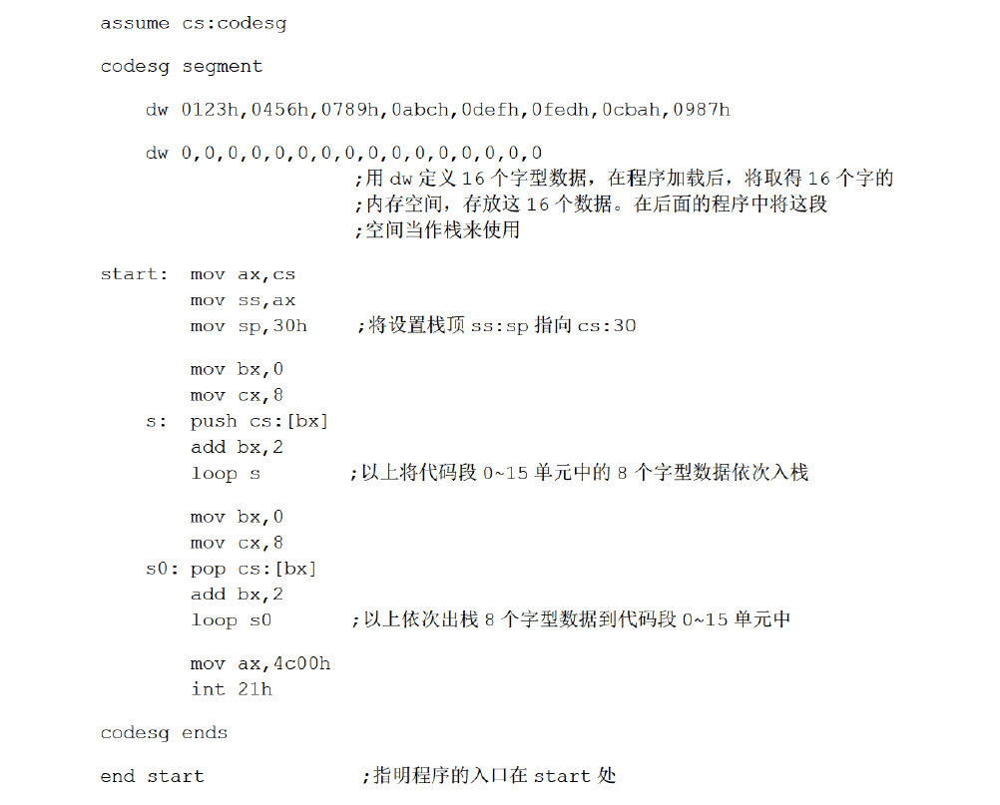 assume cs:codesg
codesg segment
dw 0123h,0456h,0789h,0abch,0defh,0fedh,0cbah,0987h
dw 0,0,0,0,0,0,0,0,0,0,0,0,0,0,0,0
;用 dw 定义 16 个字型数据，在程序加载后，将取得 16 个字的
;内存空间，存放这 16 个数据。在后面的程序中将这段
;空间当作栈来使用
start: mov ax,cs
mov ss,ax
mov sp,30h ;将设置栈顶 ss:sp 指向 cs:30
mov bx,0
mov cx,8
s: push cs:[bx]
add bx,2
loop s ;以上将代码段 0~15 单元中的 8 个字型数据依次入栈
mov bx,0
mov cx,8
s0: pop cs:[bx]
add bx,2
loop s0 ;以上依次出栈 8 个字型数据到代码段 0~15 单元中
mov ax,4c00h
int 21h
codesg ends
end start ;指明程序的入口在 start 处